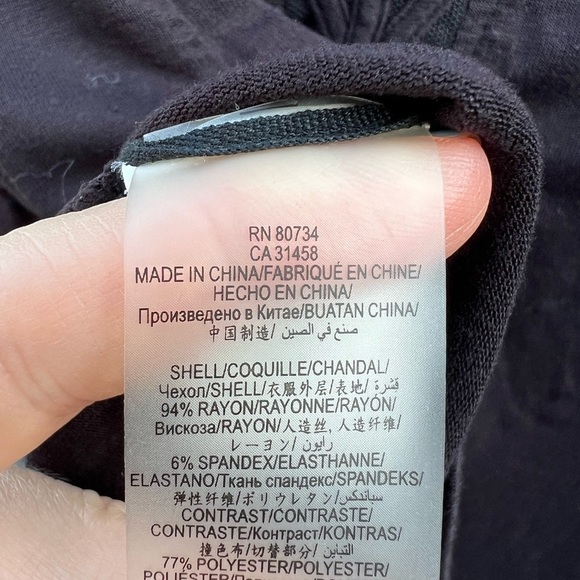 RN 80734
CA 31458
MADE IN CHINA/FABRIQUÉ EN CHINE/
HECHO EN CHINA/
Произведено в Китае/BUATAN CHINA/
中国制造/ صنع في الصين/
SHELL/COQUILLE/CHANDAL/
Чехол/SHELL/衣服外层/表地/ قشرة/
94% RAYON/RAYONNE/RAYÓN/
Вискоза/RAYON/人造丝, 人造纤维/
レーヨン/ رايون/
6% SPANDEX/ELASTHANNE/
ELASTANO/Ткань спандекс/SPANDEKS/
弹性纤维/ポリウレタン/ سباندكس/
CONTRAST/CONTRASTE/
CONTRASTE/Контраст/KONTRAS/
撞色布/切替部分/ التباين/
77% POLYESTER/POLYESTER/